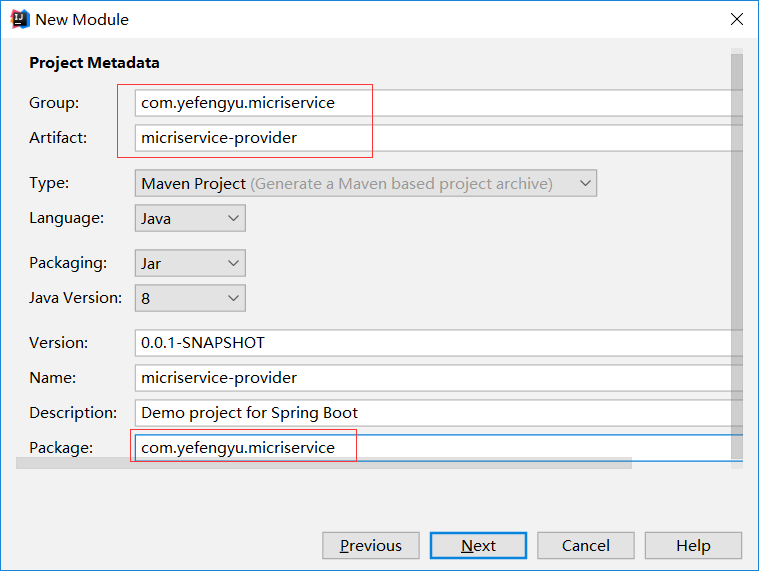 New Module
Project Metadata
Group: com.yefengyu.micriservice
Artifact: micriservice-provider
Type: Maven Project (Generate a Maven based project archive)
Language: Java
Packaging: Jar
Java Version: 8
Version: 0.0.1-SNAPSHOT
Name: micriservice-provider
Description: Demo project for Spring Boot
Package: com.yefengyu.micriservice
Previous Next Cancel Help